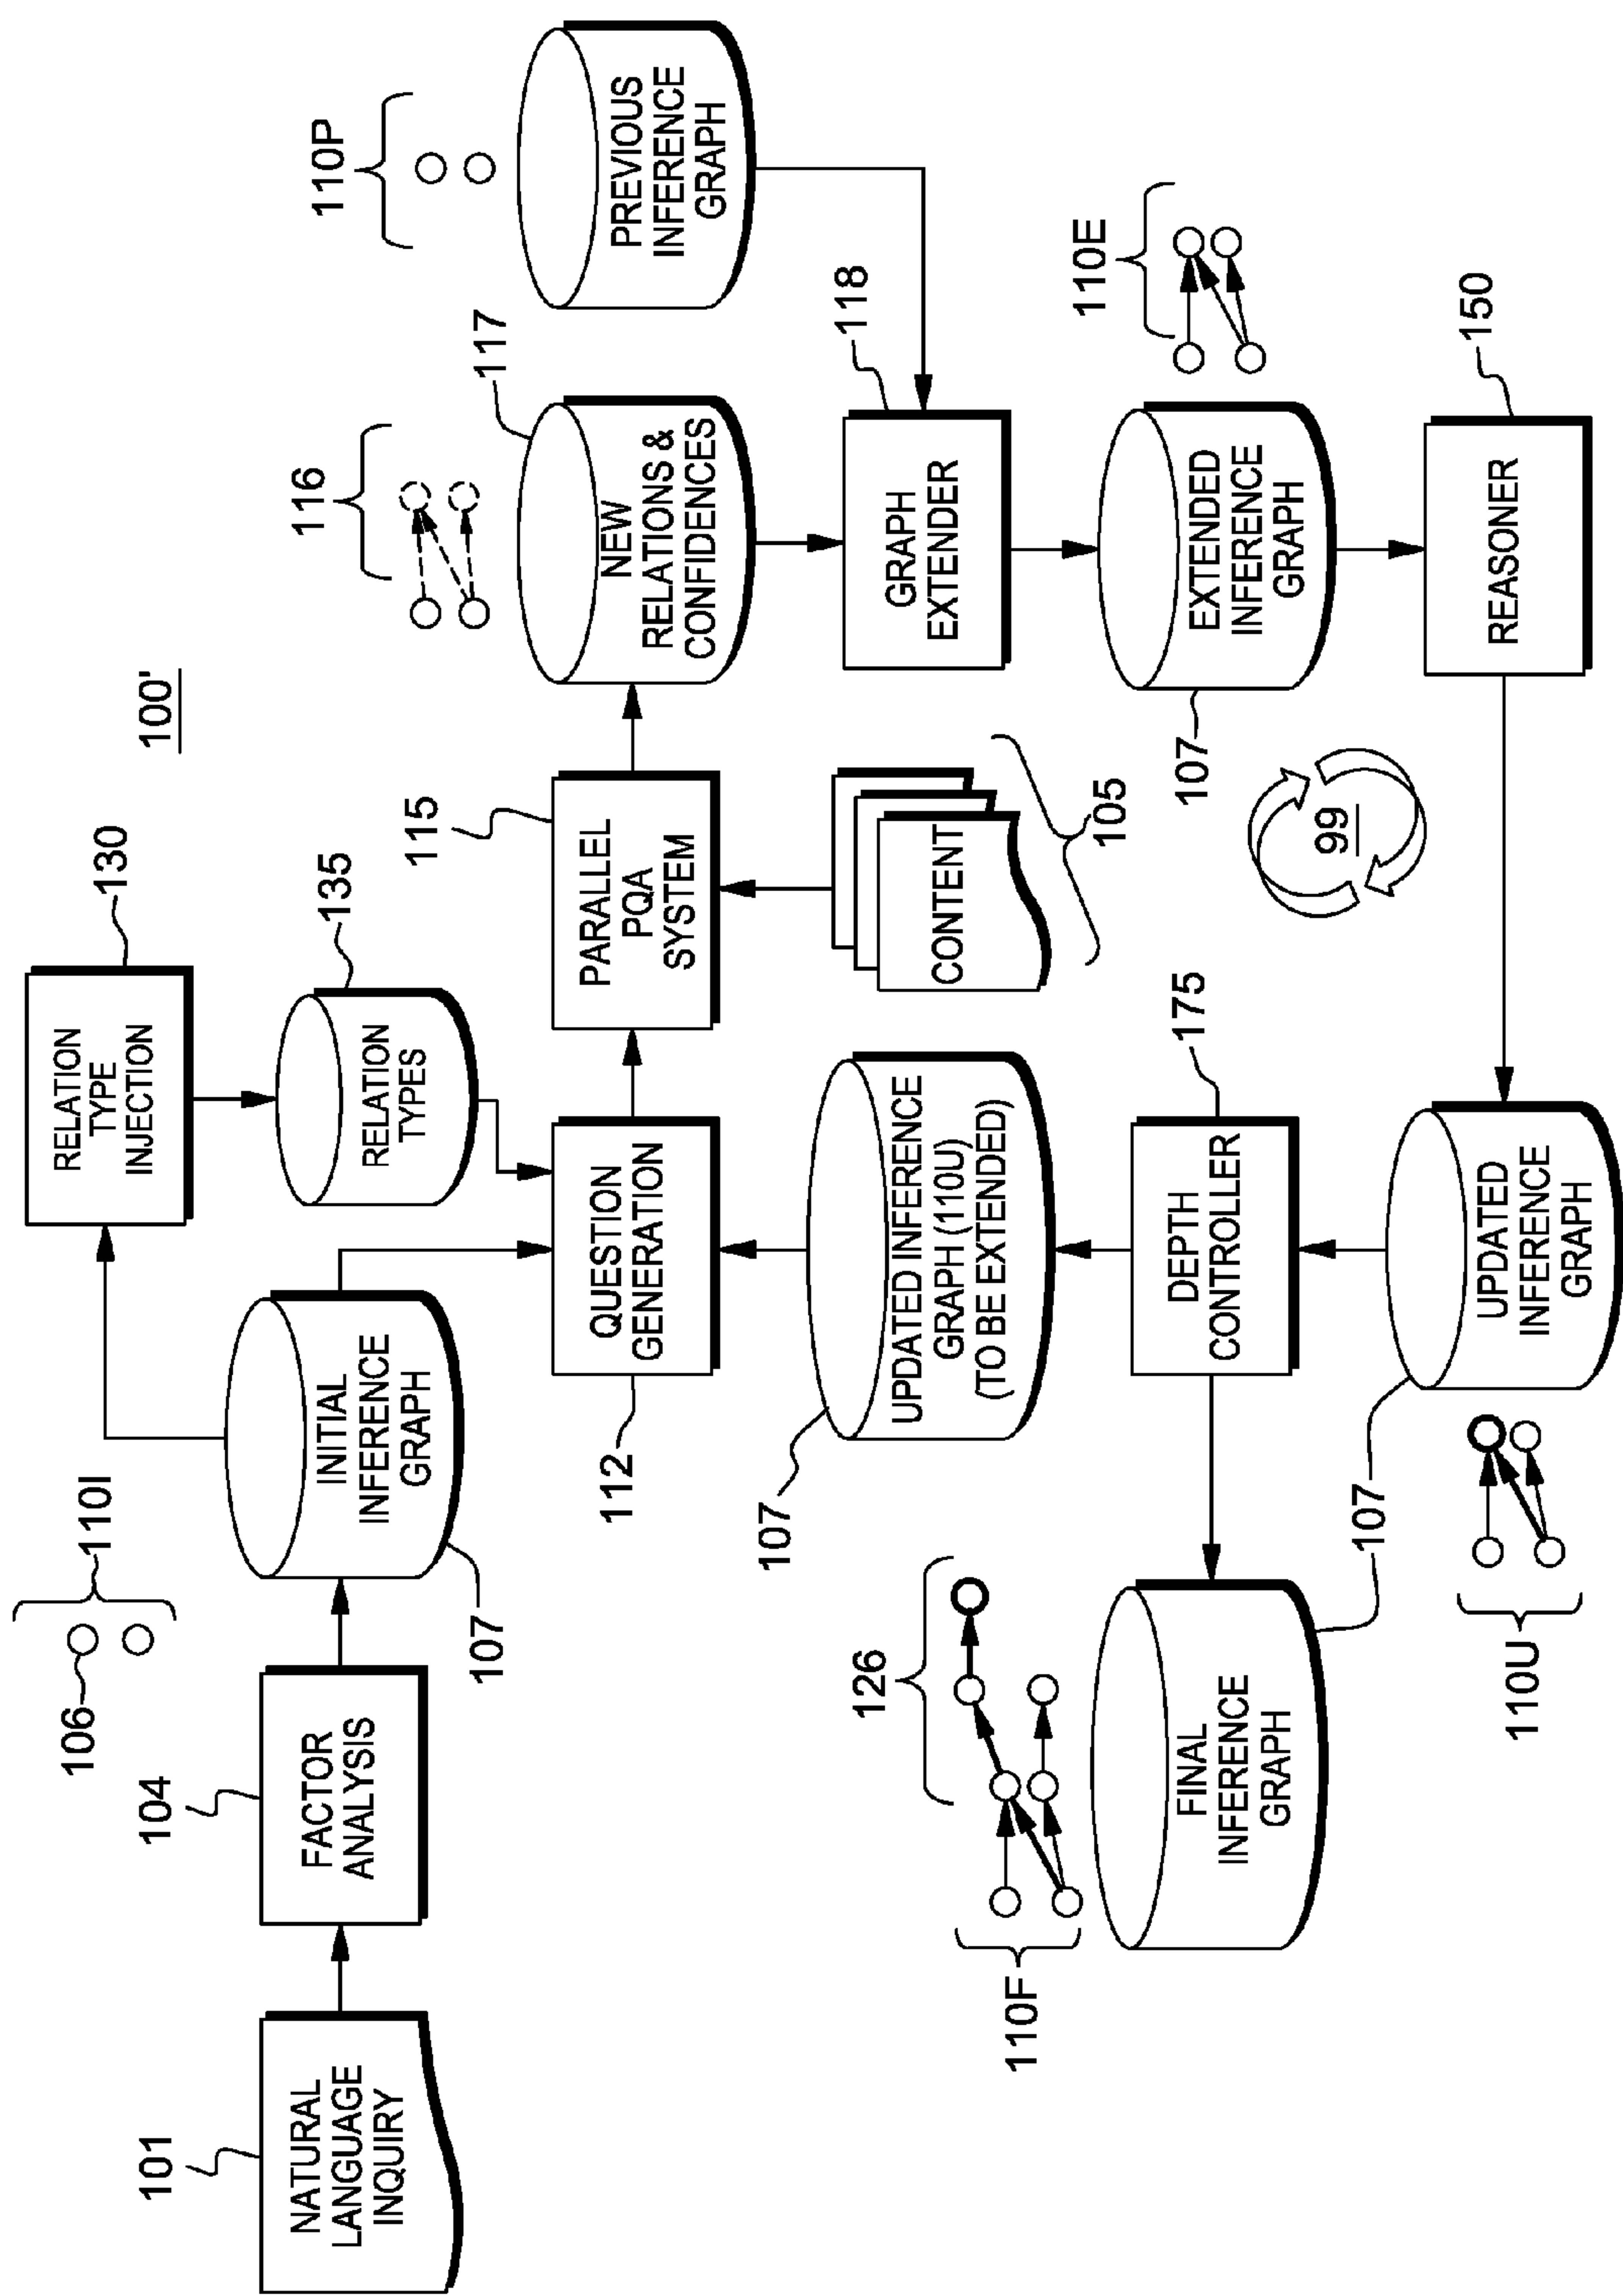 100'
130
RELATION
TYPE
INJECTION
135
RELATION
TYPES
106
110I
101
NATURAL
LANGUAGE
INQUIRY
104
FACTOR
ANALYSIS
INITIAL
INFERENCE
GRAPH
107
112
QUESTION
GENERATION
115
PARALLEL
PQA
SYSTEM
116
117
NEW
RELATIONS &
CONFIDENCES
110P
PREVIOUS
INFERENCE
GRAPH
118
GRAPH
EXTENDER
CONTENT
105
107
UPDATED INFERENCE
GRAPH (110U)
(TO BE EXTENDED)
126
110F
FINAL
INFERENCE
GRAPH
107
175
DEPTH
CONTROLLER
110E
EXTENDED
INFERENCE
GRAPH
107
99
150
REASONER
UPDATED
INFERENCE
GRAPH
110U